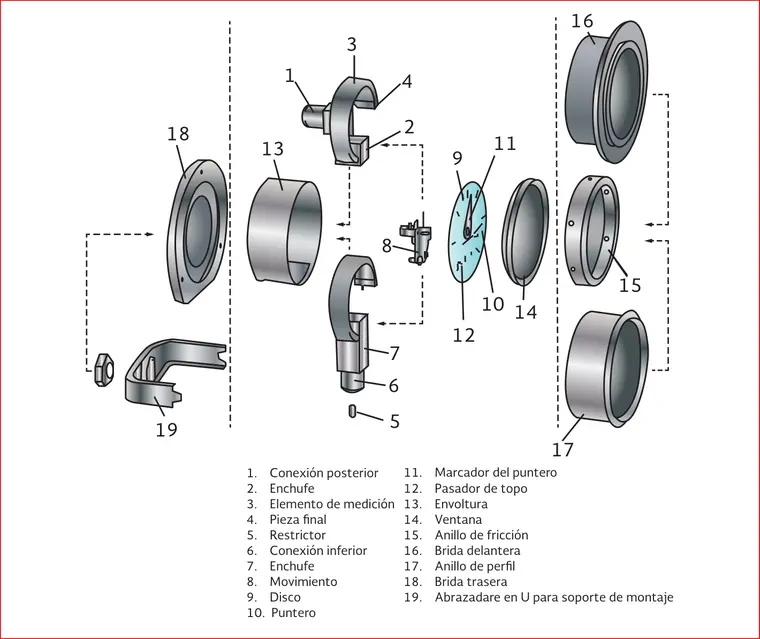 16
3
1
4
18
2
13
11
9
8
10
15
14
12
7
6
19
5
17
1. Conexión posterior
2. Enchufe
3. Elemento de medición
4. Pieza final
5. Restrictor
6. Conexión inferior
7. Enchufe
8. Movimiento
9. Disco
10. Puntero
11. Marcador del puntero
12. Pasador de topo
13. Envoltura
14. Ventana
15. Anillo de fricción
16. Brida delantera
17. Anillo de perfil
18. Brida trasera
19. Abrazadare en U para soporte de montaje